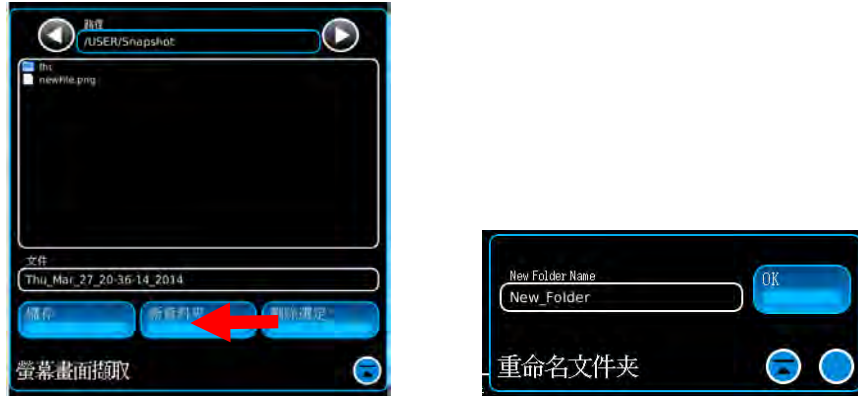 路徑
/USER/Snapshot
fhc
newfile.png
文件
Thu_Mar_27_20-36-14_2014
儲存
新資料夾
刪除選定
螢幕畫面擷取
New Folder Name
New_Folder
OK
重命名文件夹